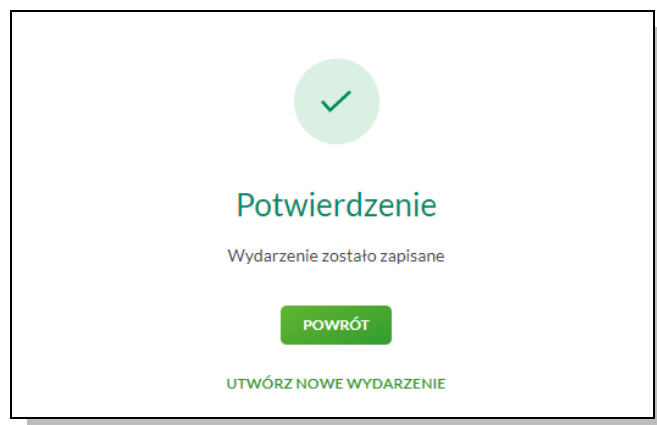 Potwierdzenie
Wydarzenie zostało zapisane
POWRÓT
UTWÓRZ NOWE WYDARZENIE